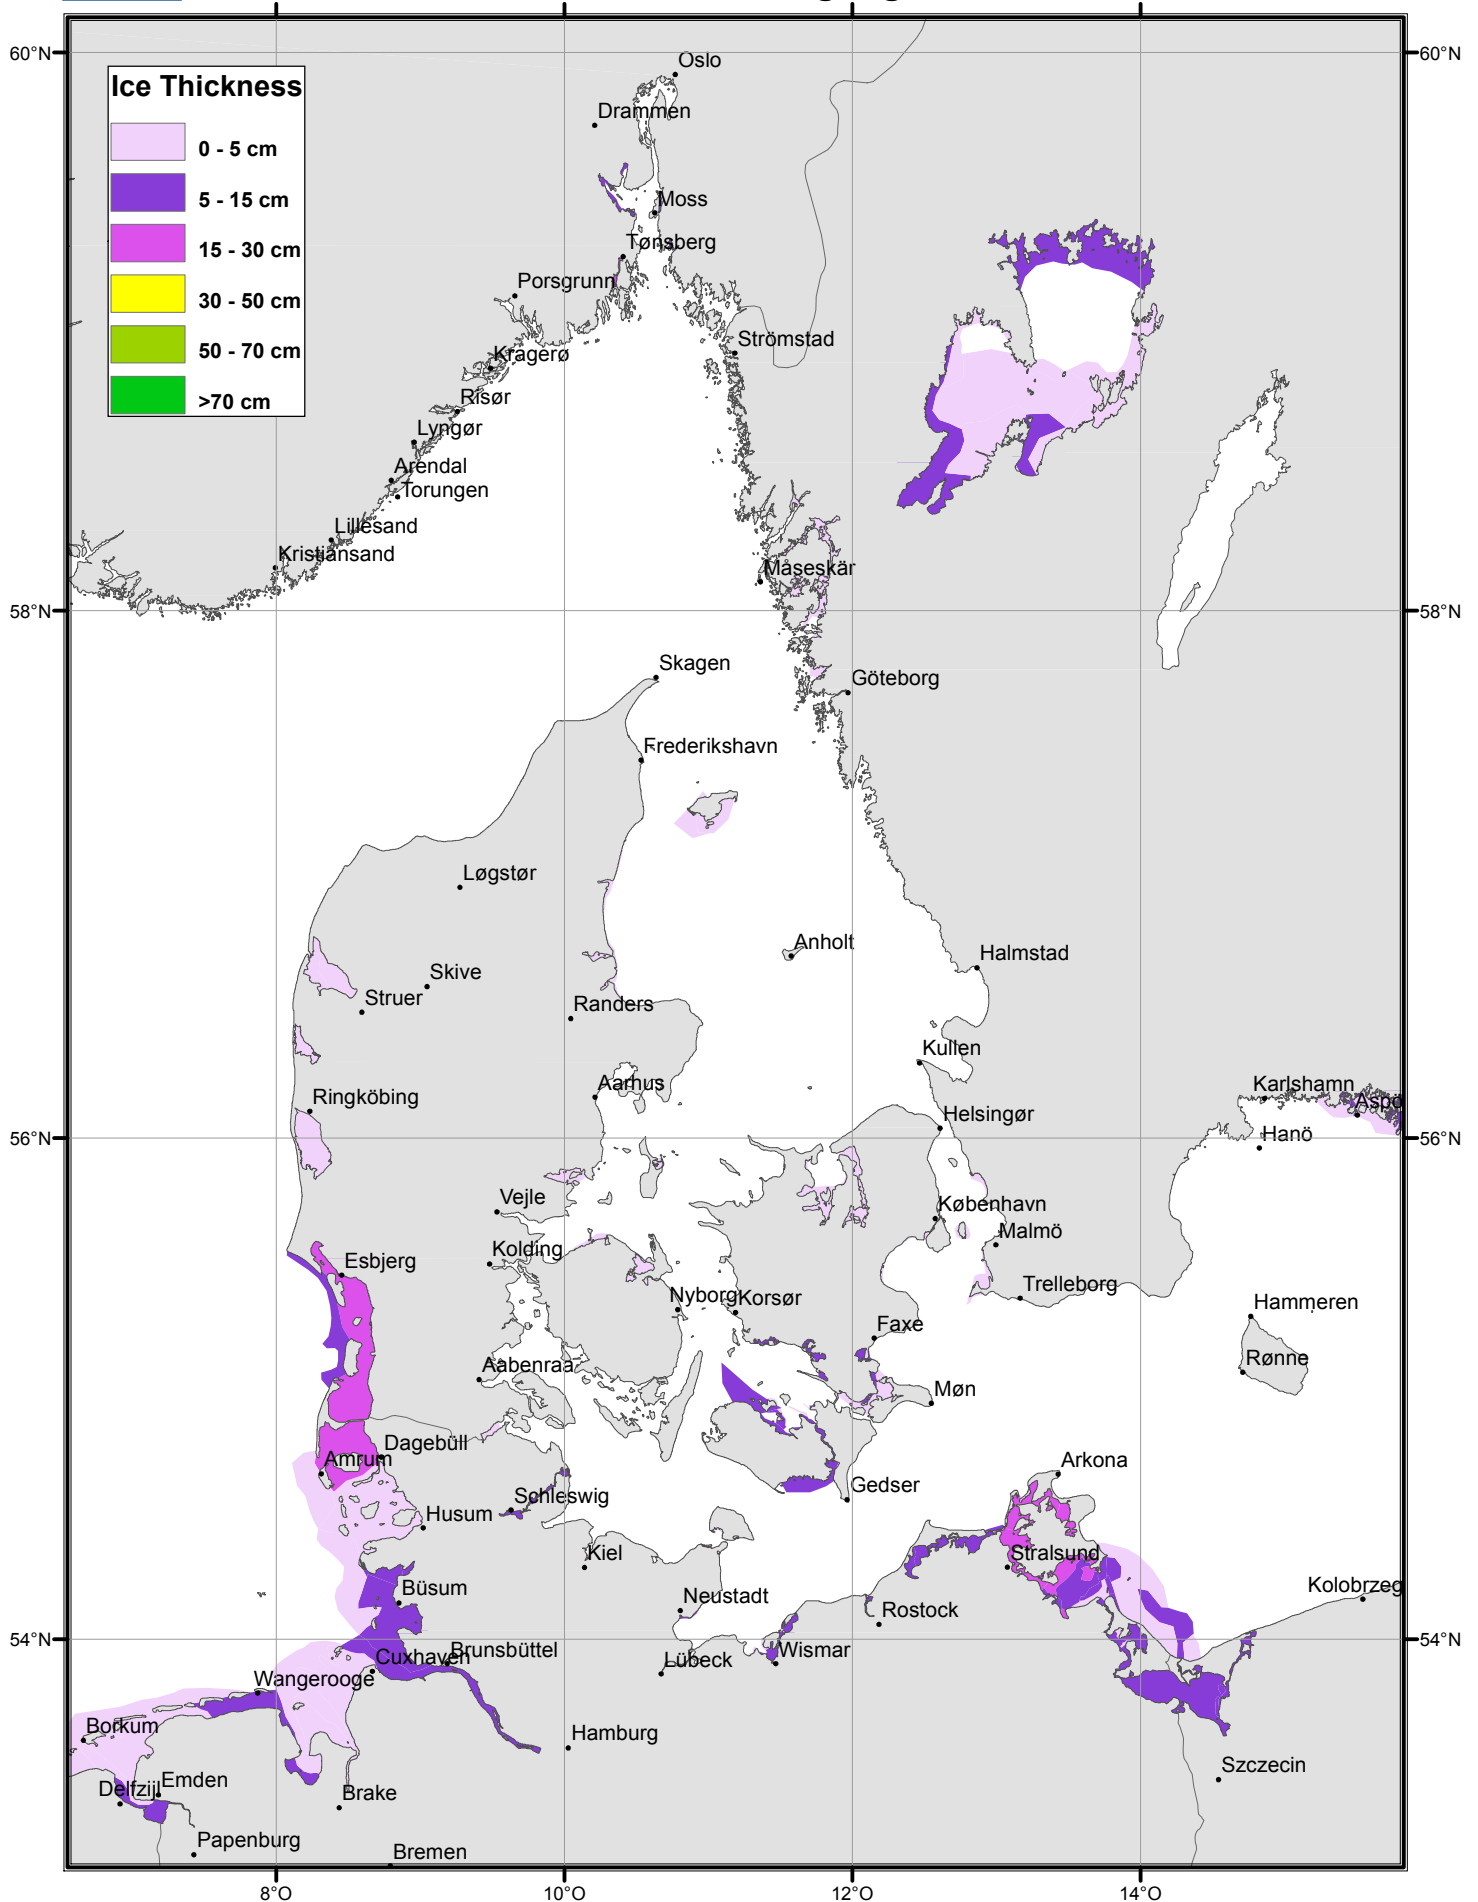 60°N
60°N
Oslo
Ice Thickness
Drammen
0 - 5 cm
5 - 15 cm
Moss
15 - 30 cm
Tønsberg
Porsgrunn
30 - 50 cm
Strömstad
50 - 70 cm
Kragerø
>70 cm
Risør
Lyngør
Arendal
Torungen
Lillesand
Kristiansand
Måseskär
58°N
58°N
Skagen
Göteborg
Frederikshavn
Løgstør
Anholt
Halmstad
Skive
Struer
Randers
Kullen
Aarhus
Karlshamn
Aspö
Ringköbing
Helsingør
Hanö
56°N
56°N
Vejle
København
Malmö
Kolding
Esbjerg
Trelleborg
Nyborg
Korsør
Hammeren
Faxe
Rønne
Aabenraa
Møn
Dagebüll
Amrum
Arkona
Gedser
Schleswig
Husum
Kiel
Stralsund
Büsum
Neustadt
Kolobrzeg
Rostock
54°N
54°N
Brunsbüttel
Cuxhaven
Lübeck
Wismar
Wangerooge
Borkum
Hamburg
Szczecin
Delfzijl
Emden
Brake
Papenburg
Bremen
8°O
10°O
12°O
14°O